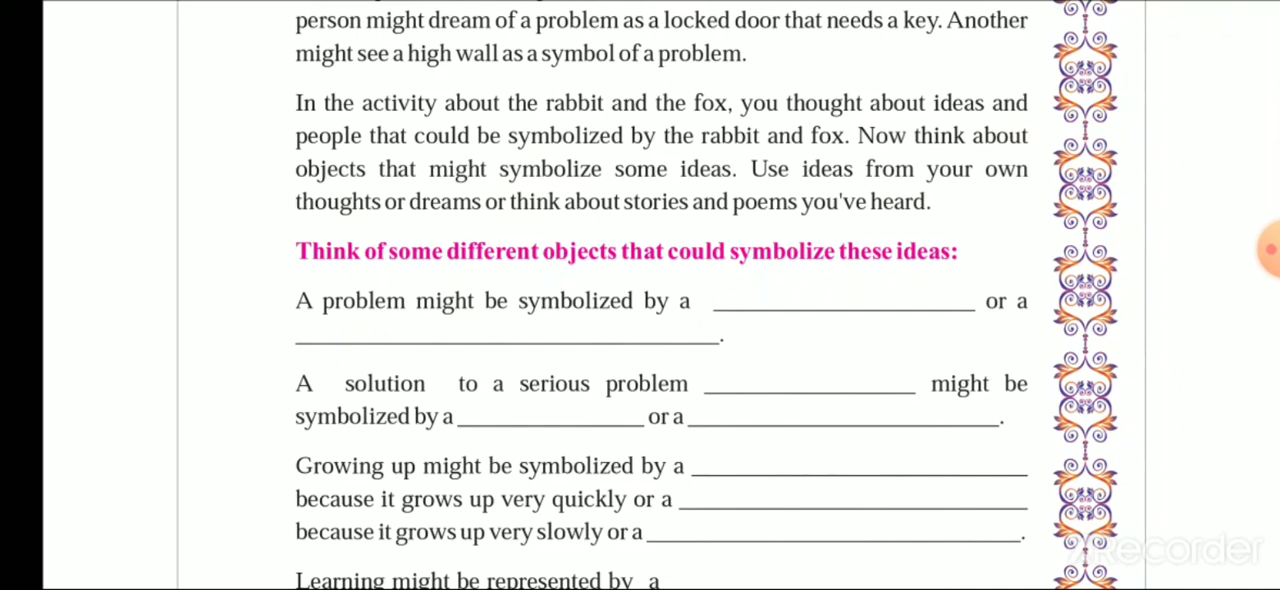 person might dream of a problem as a locked door that needs a key. Another
might see a high wall as a symbol of a problem.
In the activity about the rabbit and the fox, you thought about ideas and
people that could be symbolized by the rabbit and fox. Now think about
objects that might symbolize some ideas. Use ideas from your own
thoughts or dreams or think about stories and poems you've heard.
Think of some different objects that could symbolize these ideas:
A problem might be symbolized by a ______________________ or a
____________________________________.
A solution to a serious problem __________________ might be
symbolized by a ________________ or a __________________________.
Growing up might be symbolized by a ____________________________
because it grows up very quickly or a _____________________________
because it grows up very slowly or a ________________________________.
Learning might be represented by a
Recorder